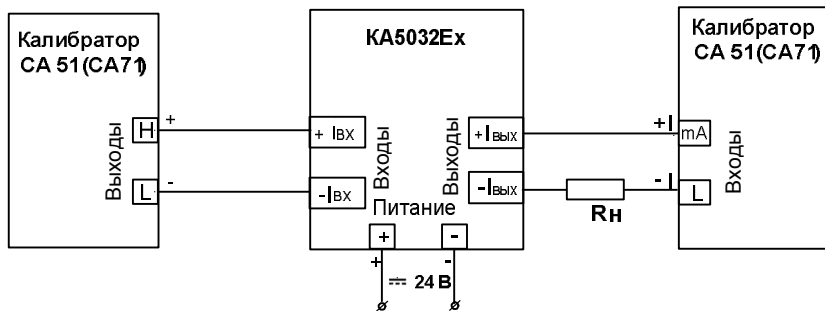 Калибратор
СА 51(СА71)
Выходы
H
+
L
-
КА5032Ех
+ Iвх
-Iвх
Входы
Выходы
+Iвых
-Iвых
Питание
+
-
+
-
24 В
Rн
+I
-I
Калибратор
СА 51(СА71)
mA
L
Входы